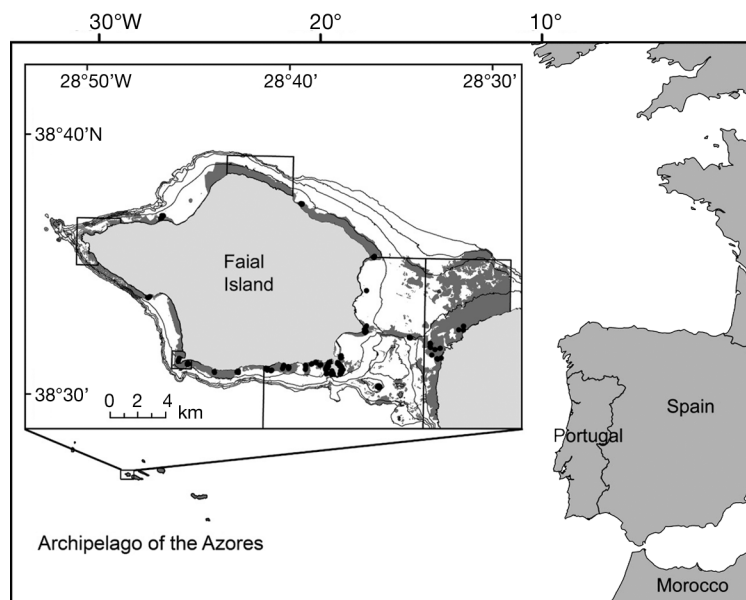 30°W 20° 10°
28°50'W 28°40' 28°30'
38°40'N
Faial
Island
38°30'
0 2 4
km
Spain
Portugal
Archipelago of the Azores
Morocco